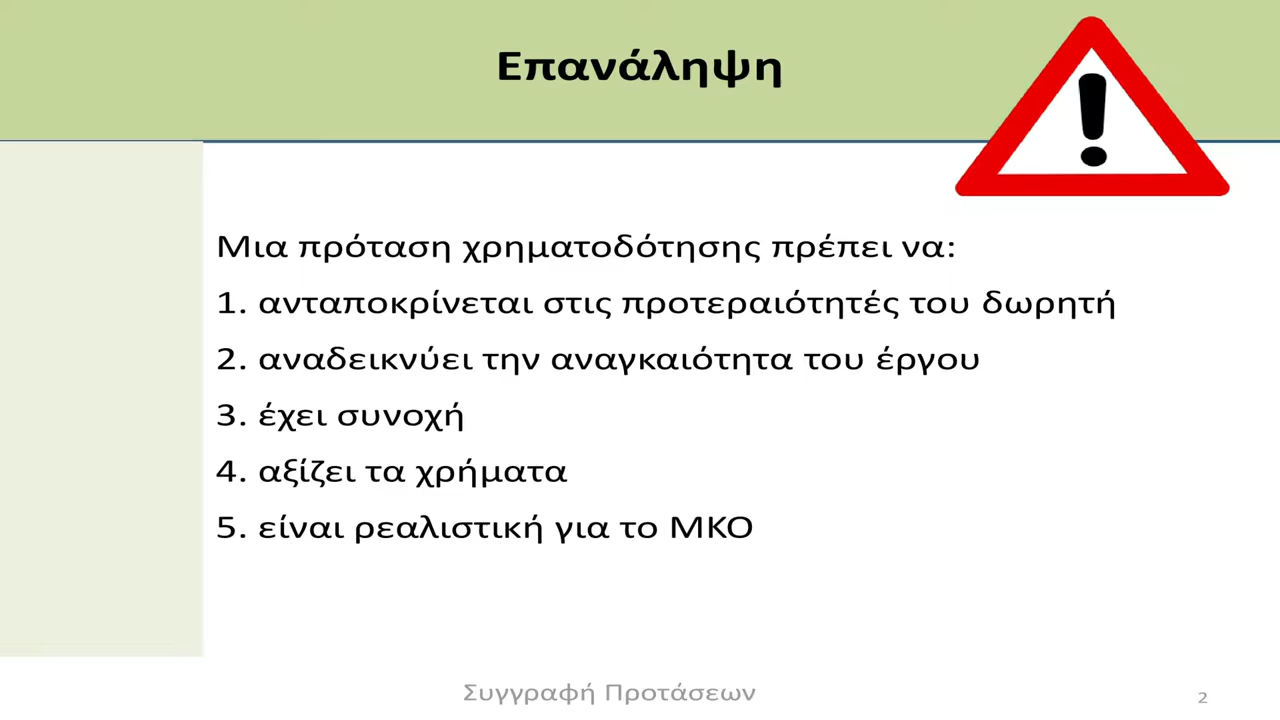 Επανάληψη
Μια πρόταση χρηματοδότησης πρέπει να:
1. ανταποκρίνεται στις προτεραιότητές του δωρητή
2. αναδεικνύει την αναγκαιότητα του έργου
3. έχει συνοχή
4. αξίζει τα χρήματα
5. είναι ρεαλιστική για το ΜΚΟ
Συγγραφή Προτάσεων
2